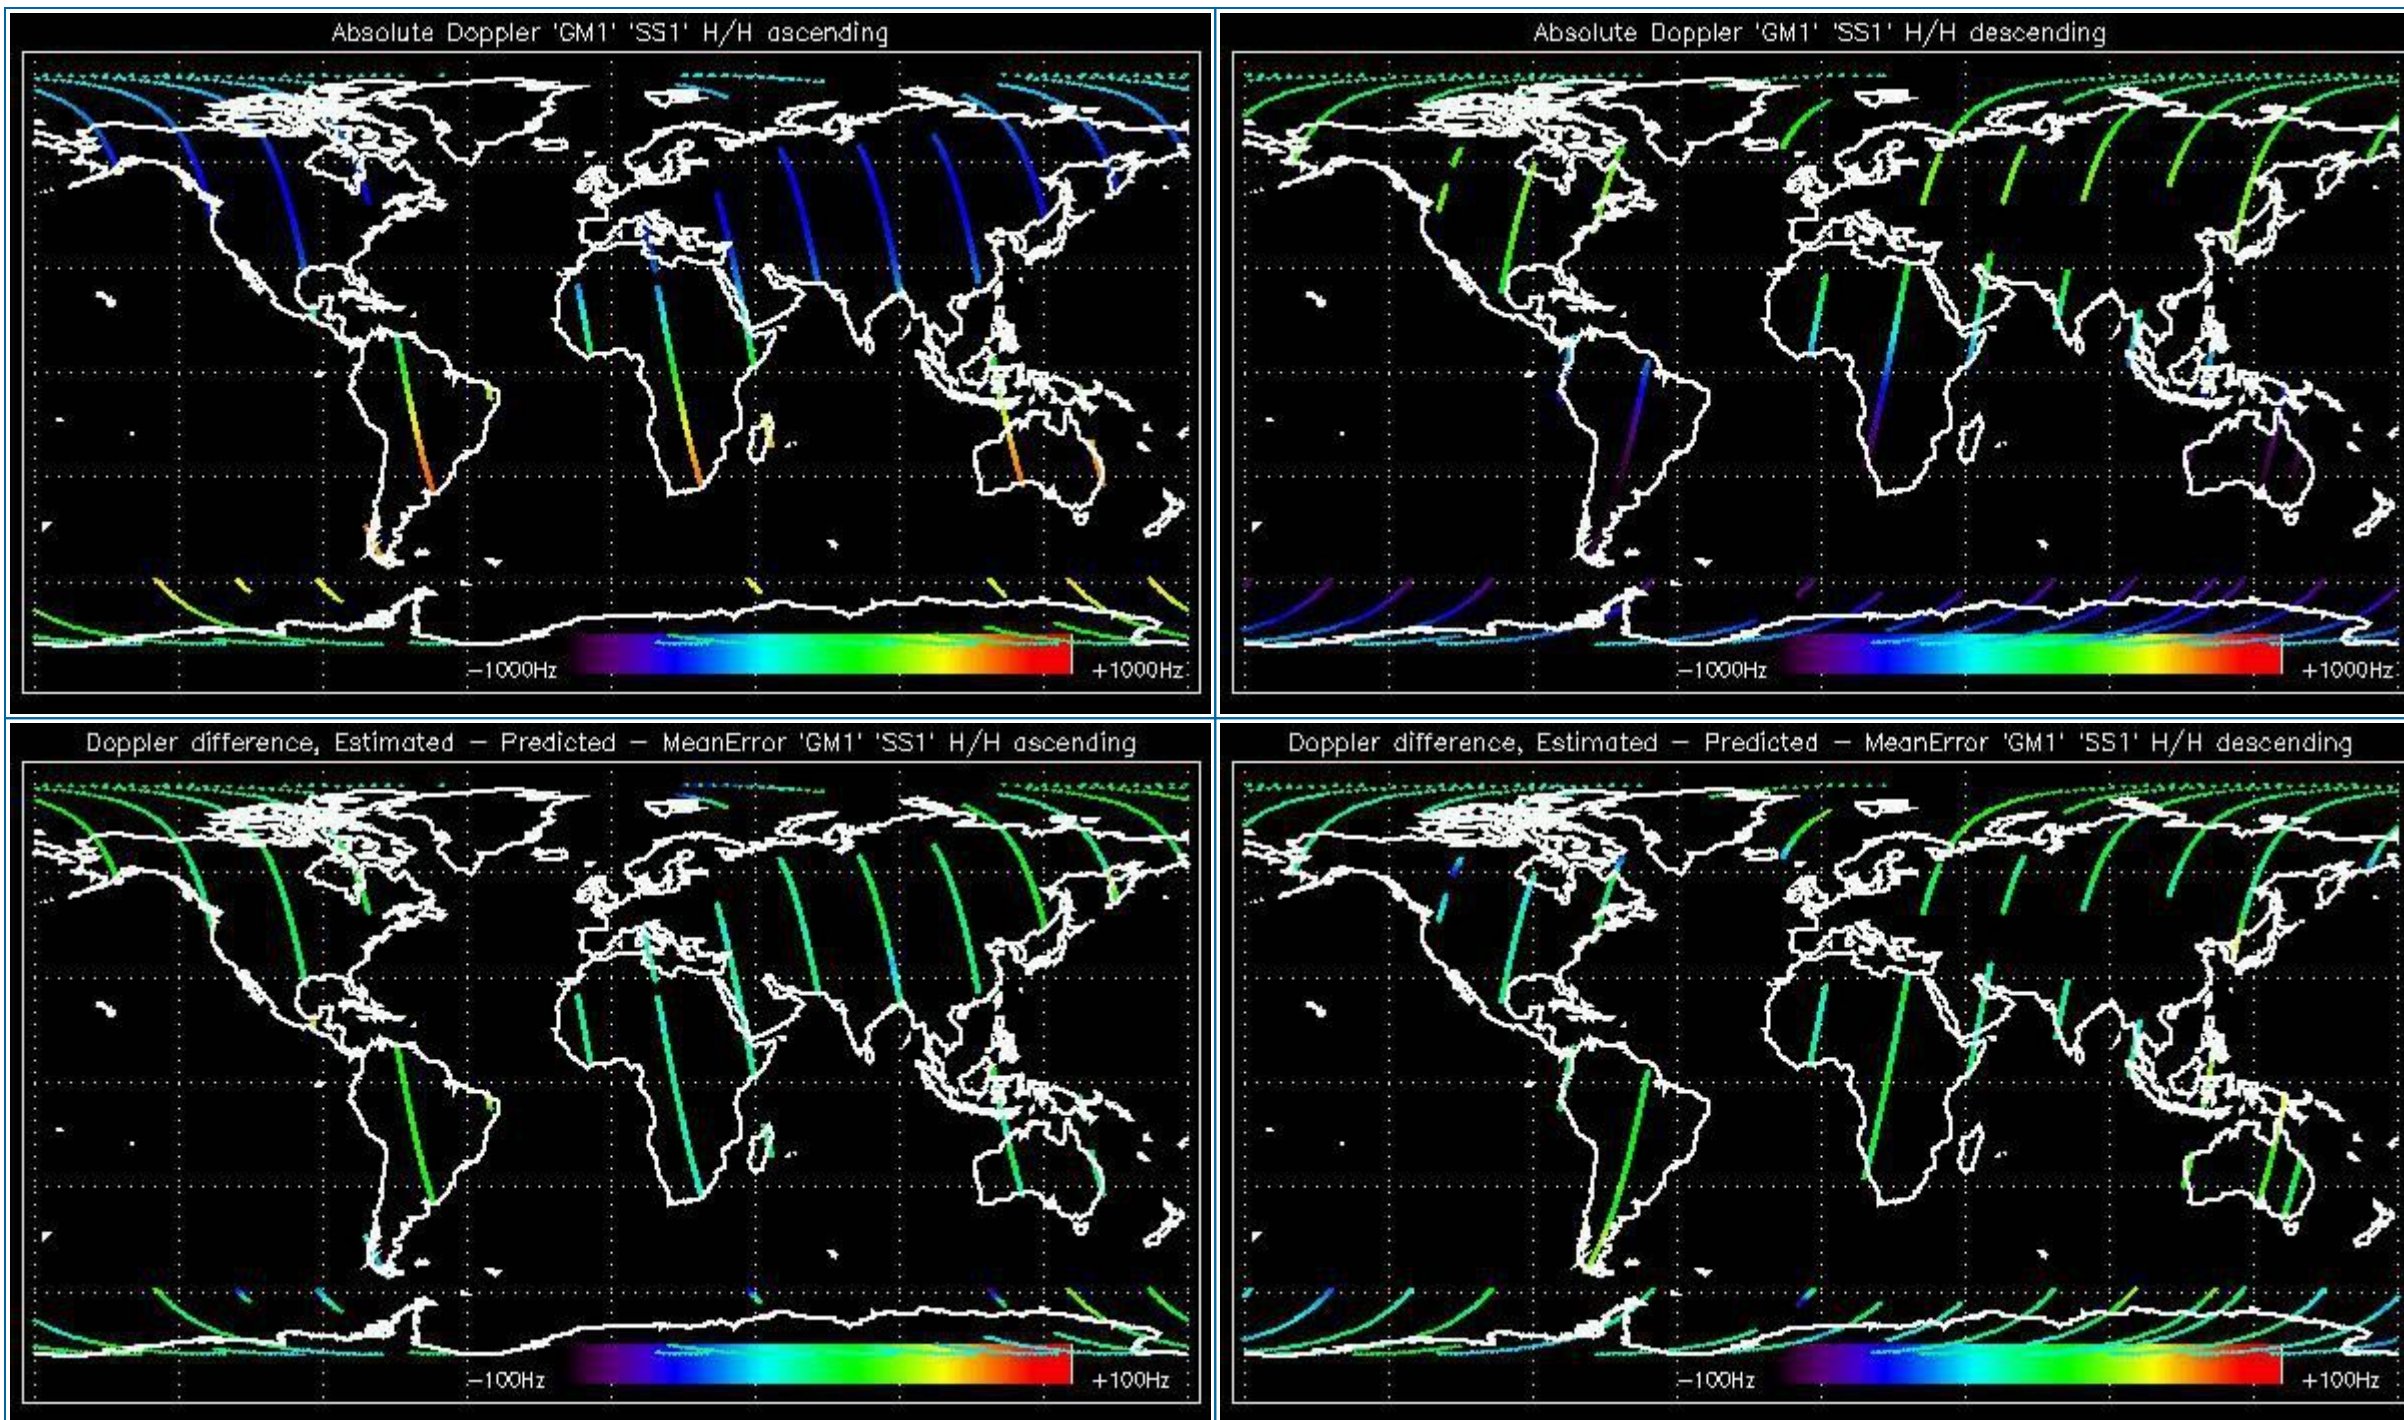 Absolute Doppler 'GM1' 'SS1' H/H ascending
-1000Hz
+1000Hz
Absolute Doppler 'GM1' 'SS1' H/H descending
-1000Hz
+1000Hz
Doppler difference, Estimated - Predicted - MeanError 'GM1' 'SS1' H/H ascending
-100Hz
+100Hz
Doppler difference, Estimated - Predicted - MeanError 'GM1' 'SS1' H/H descending
-100Hz
+100Hz